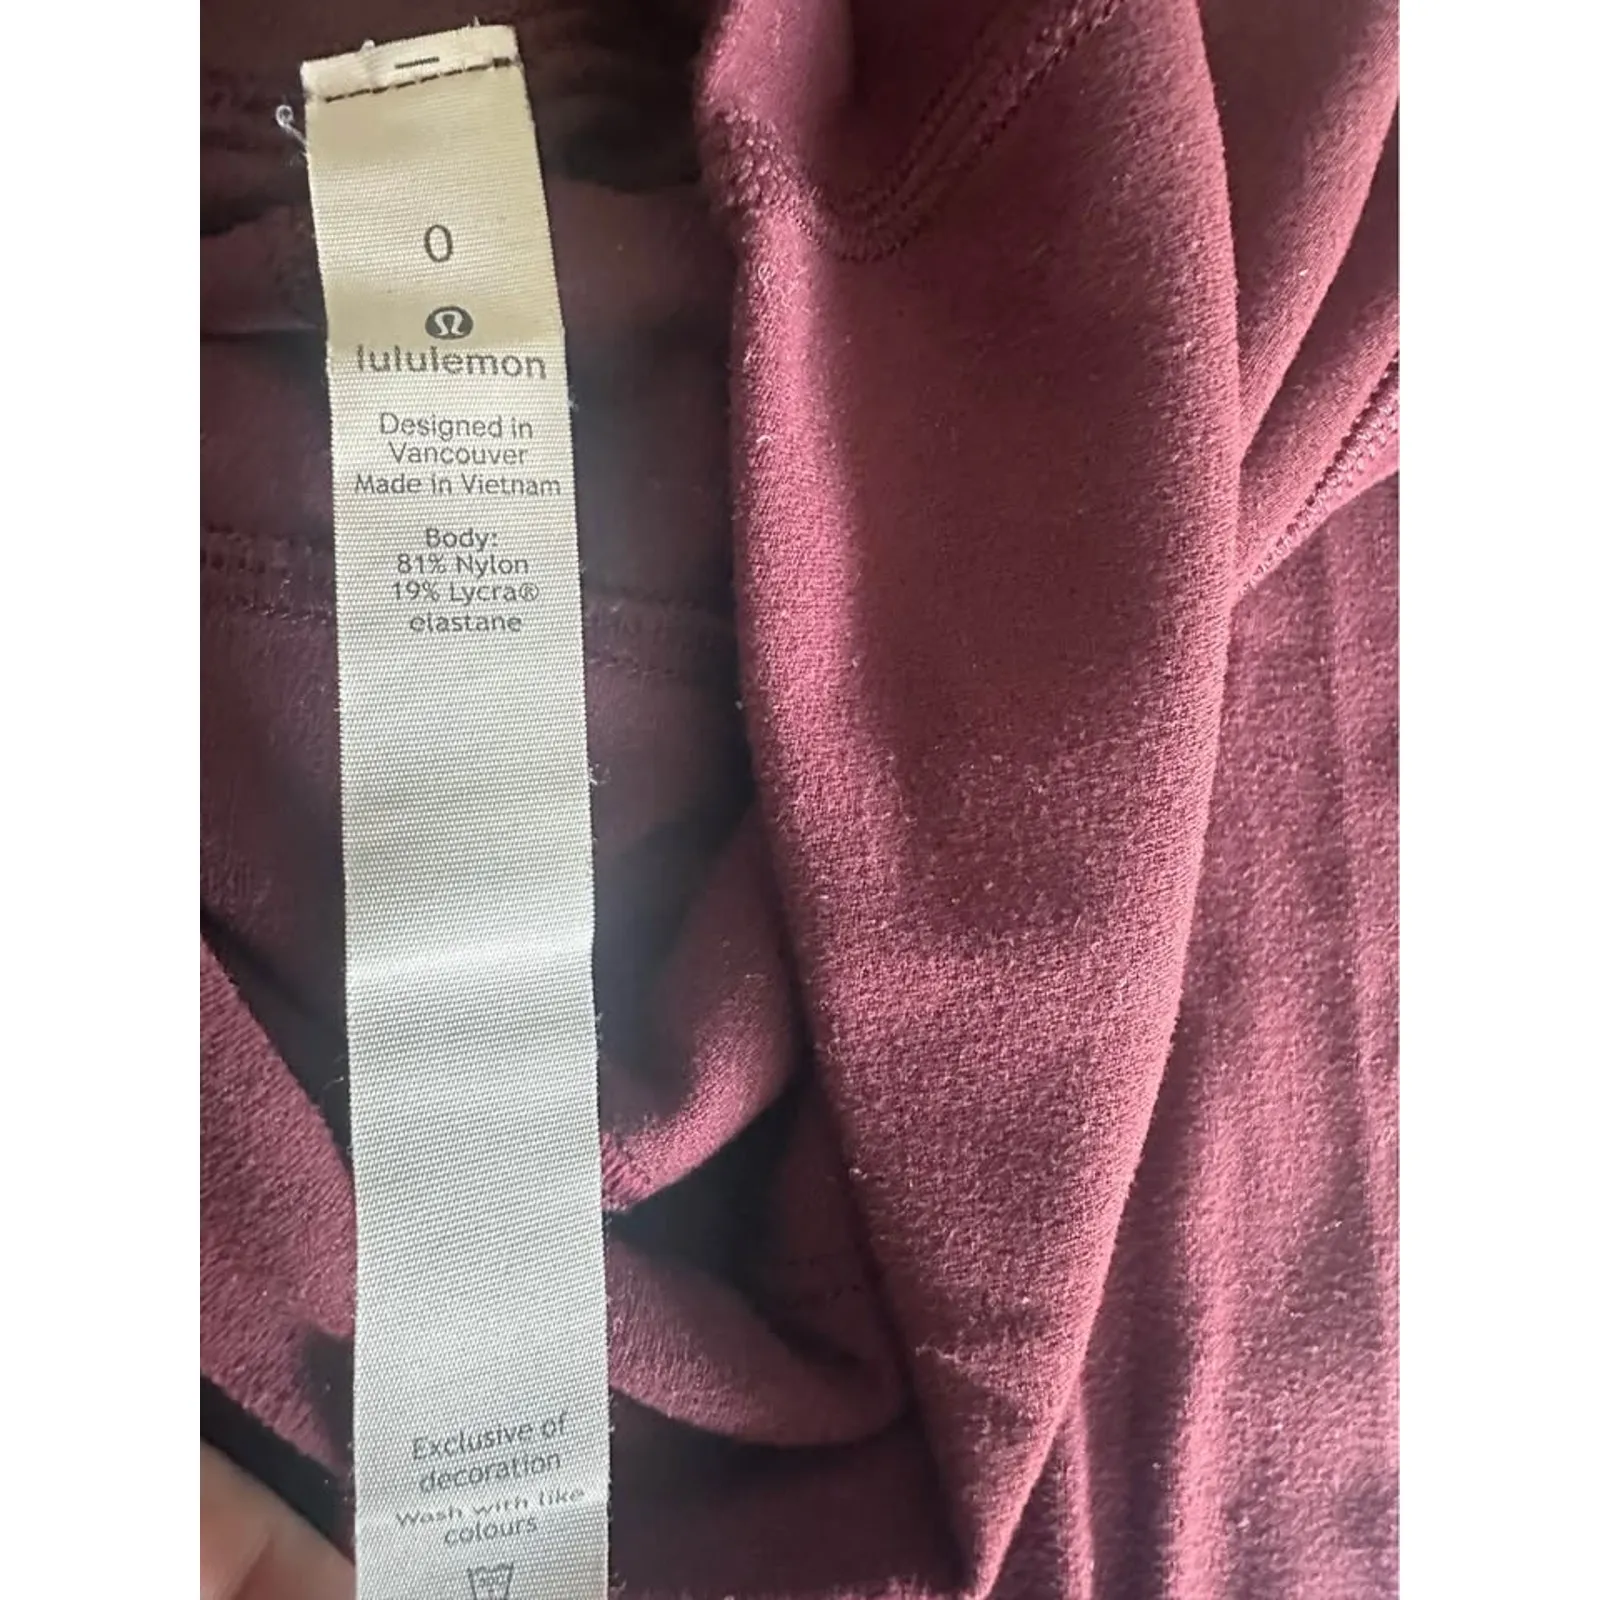 0
lululemon
Designed in
Vancouver
Made in Vietnam
Body:
81% Nylon
19% Lycra®
elastane
Exclusive of
decoration
Wash with like
colours